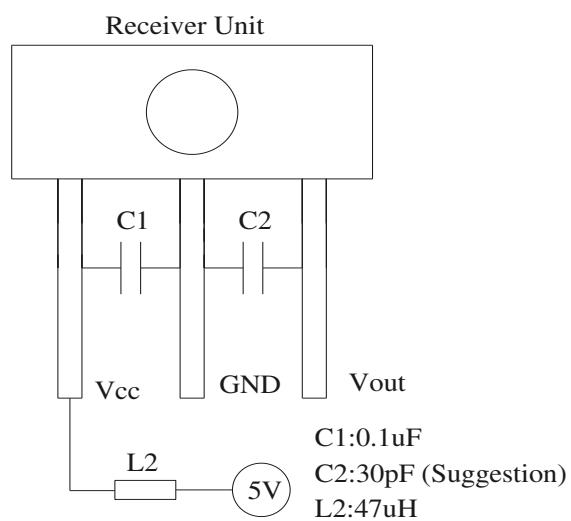 Receiver Unit
C1 C2
Vcc GND Vout
C1:0.1uF
L2 5V C2:30pF (Suggestion)
L2:47uH